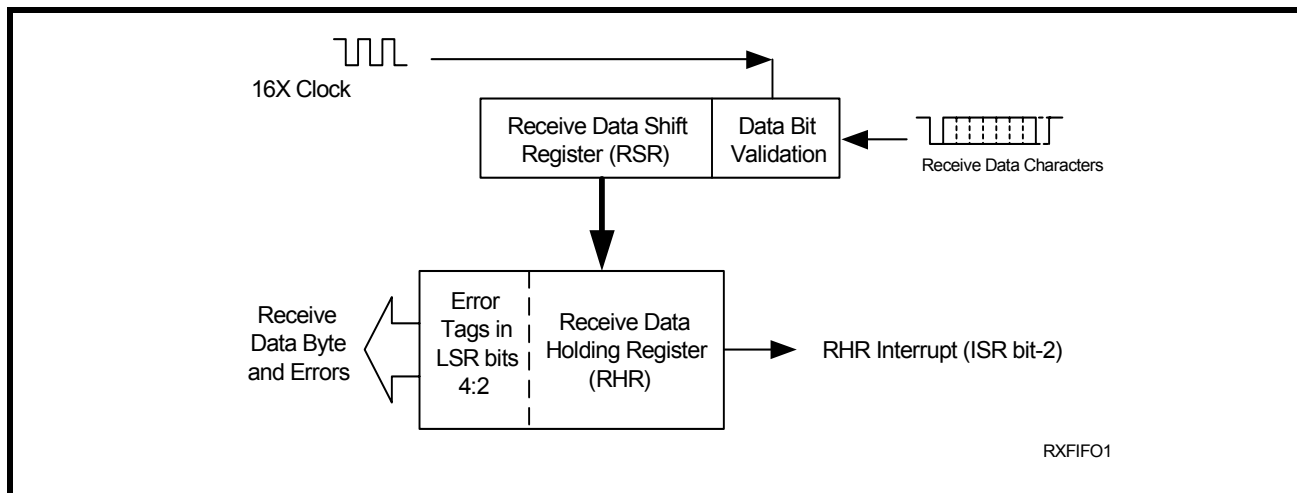 16X Clock
Receive Data Shift
Register (RSR)
Data Bit
Validation
Receive Data Characters
Receive
Data Byte
and Errors
Error
Tags in
LSR bits
4:2
Receive Data
Holding Register
(RHR)
RHR Interrupt (ISR bit-2)
RXFIFO1